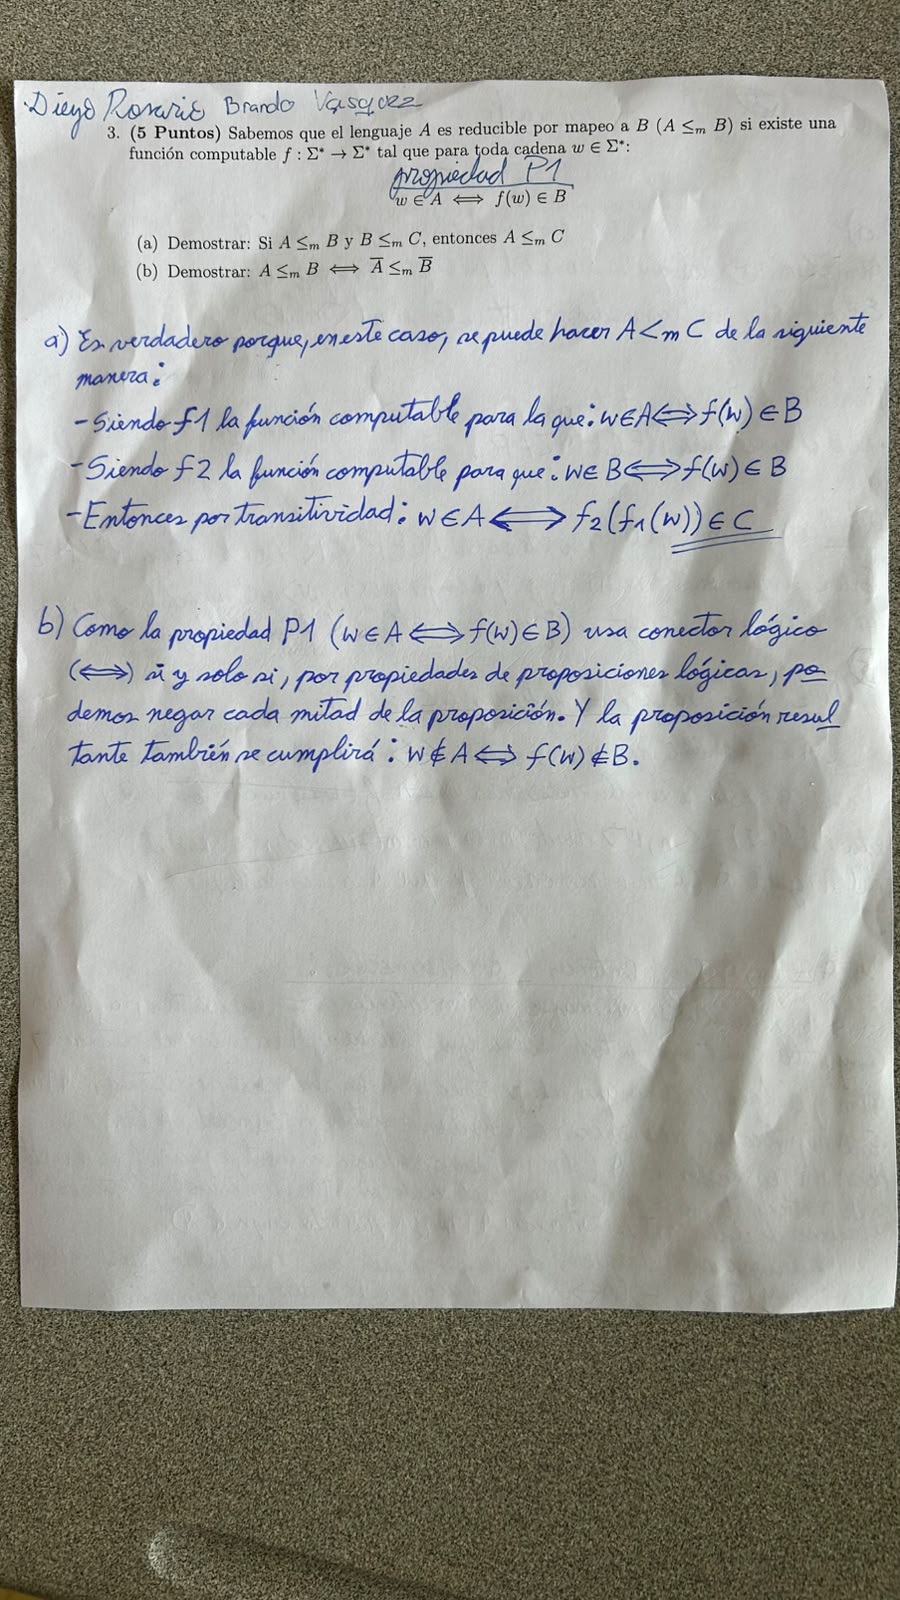 Diego Rosario Brando Vasquez
3. (5 Puntos) Sabemos que el lenguaje A es reducible por mapeo a B (A ≤ₘ B) si existe una
función computable f : Σ* → Σ* tal que para toda cadena w ∈ Σ*:
propiedad P1
w ∈ A ⟺ f(w) ∈ B
(a) Demostrar: Si A ≤ₘ B y B ≤ₘ C, entonces A ≤ₘ C
(b) Demostrar: A ≤ₘ B ⟺ A̅ ≤ₘ B̅
a) Es verdadero porque, en este caso, se puede hacer A <ₘ C de la siguiente
manera:
- Siendo f1 la función computable para la que: w∈A⟺f(w) ∈ B
- Siendo f2 la función computable para que: w∈ B⟺f(w) ∈ B
- Entonces por transitividad: w∈A⟺ f₂(f₁(w)) ∈ C
b) Como la propiedad P1 (w∈A⟺f(w)∈B) usa conector lógico
(⟺) si y solo si, por propiedades de proposiciones lógicas, po
demos negar cada mitad de la proposición. Y la proposición resul
tante también se cumplirá: w∉A⟺ f(w)∉B.